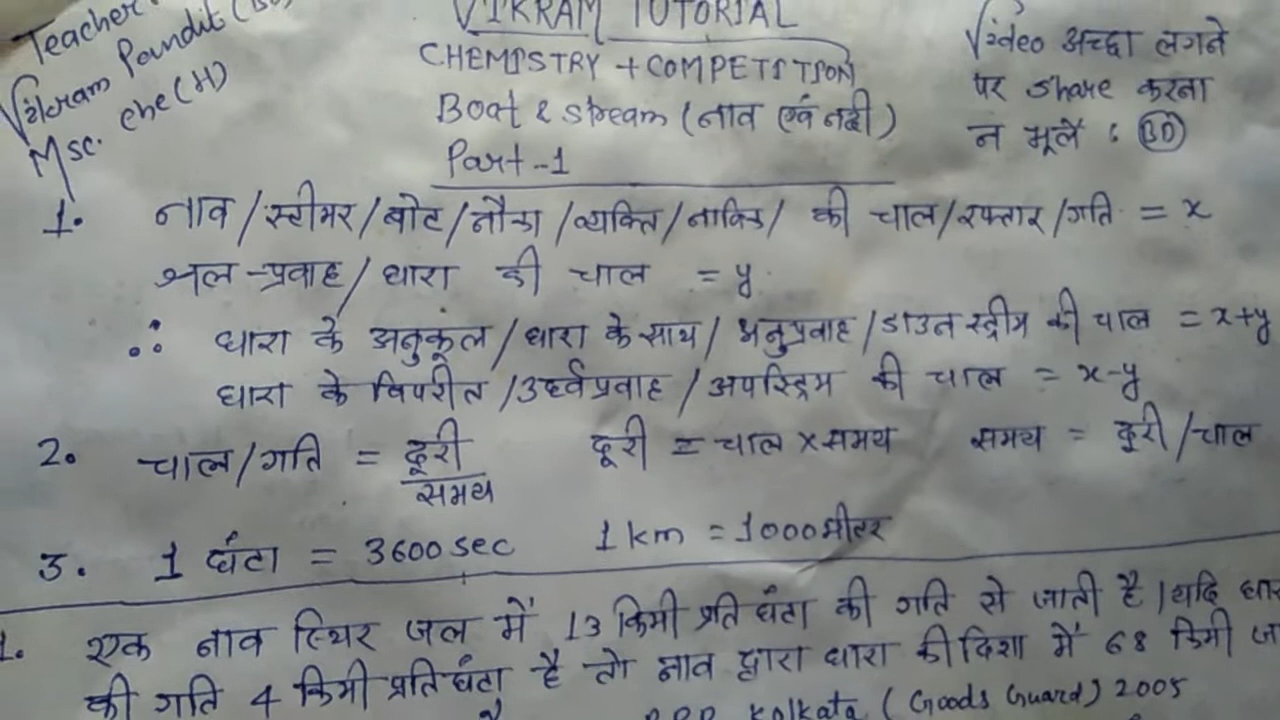 Teacher:
Vikram Pandit
Msc. che(H)
VIKRAM TUTORIAL
CHEMISTRY + COMPETITION
Boat & stream (नाव एवं नदी)
Part-1
Video अच्छा लगने
पर share करना
न भूलें :
1. नाव/स्टीमर/बोट/नौका/व्यक्ति/नाविक/ की चाल/रफ्तार/गति = x
जल-प्रवाह/धारा की चाल = y.
∴ धारा के अनुकूल/धारा के साथ/अनुप्रवाह/डाउनस्ट्रीम की चाल = x+y
धारा के विपरीत/उर्ध्वप्रवाह/अपस्ट्रिम की चाल = x-y
2. चाल/गति = दूरी/समय दूरी = चाल x समय समय = दुरी/चाल
3. 1 घंटा = 3600 sec 1 km = 1000 मीटर
1. एक नाव स्थिर जल में 13 किमी प्रति घंटा की गति से जाती है। यदि
की गति 4 किमी प्रतिघंटा है तो नाव द्वारा धारा की दिशा में 68 किमी
Kolkata (Goods Guard) 2005